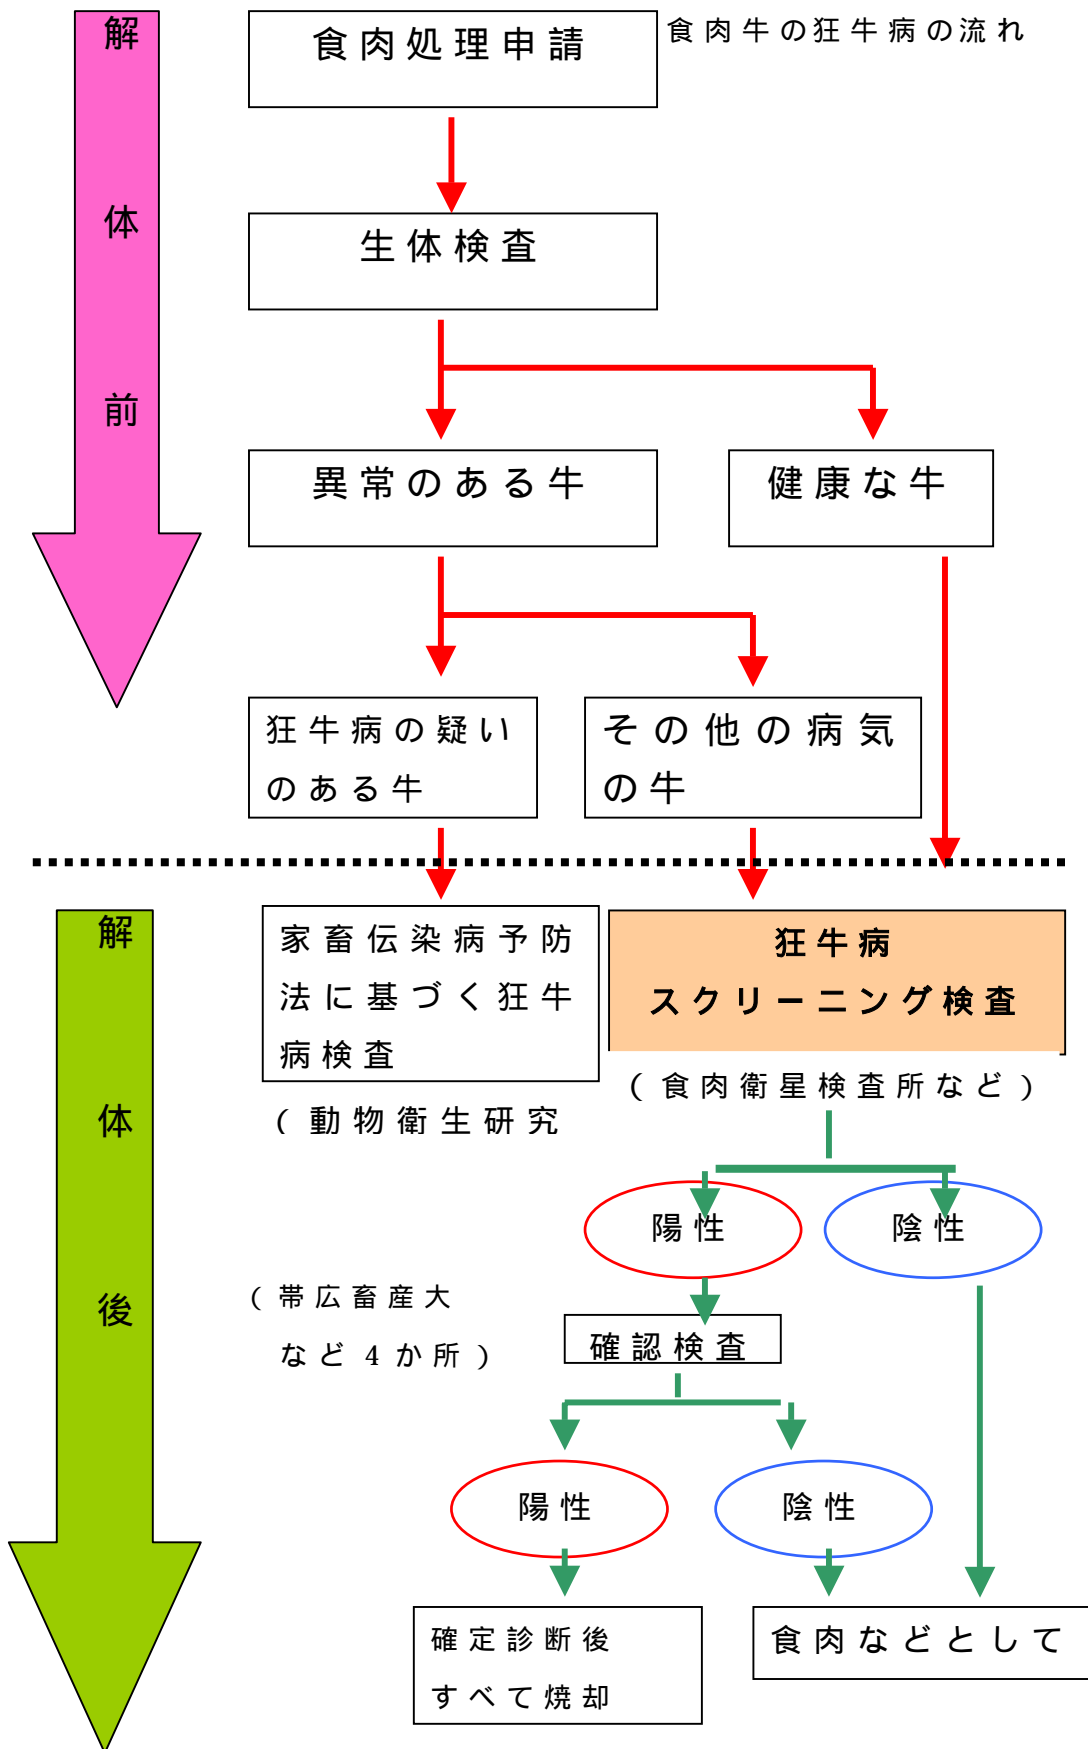 食肉牛の狂牛病の流れ
解体前
食肉処理申請
生体検査
異常のある牛
健康な牛
狂牛病の疑い
のある牛
その他の病気
の牛
解体後
家畜伝染病予防
法に基づく狂牛
病検査
(動物衛生研究
狂牛病
スクリーニング検査
(食肉衛星検査所など)
陽性
陰性
(帯広畜産大
など4か所)
確認検査
陽性
陰性
確定診断後
すべて焼却
食肉などとして